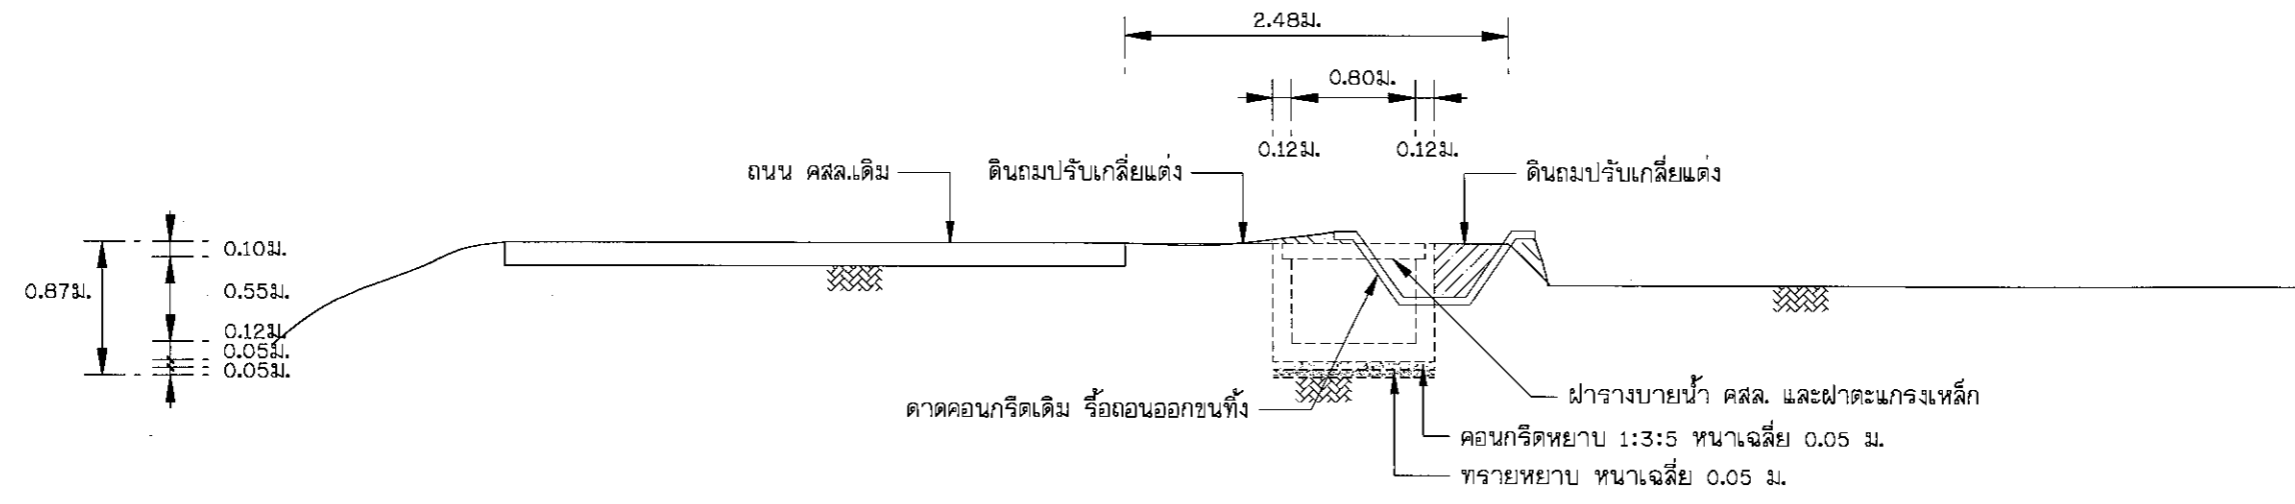 2.48ม.
0.80ม.
0.12ม. 0.12ม.
ถนน คสล.เดิม
ดินถมปรับเกลี่ยแต่ง
ดินถมปรับเกลี่ยแต่ง
0.10ม.
0.87ม.
0.55ม.
0.12ม.
0.05ม.
0.05ม.
ดาดคอนกรีตเดิม รื้อถอนออกขนทิ้ง
ฝารางบายน้ำ คสล. และฝาตะแกรงเหล็ก
คอนกรีตหยาบ 1:3:5 หนาเฉลี่ย 0.05 ม.
ทรายหยาบ หนาเฉลี่ย 0.05 ม.